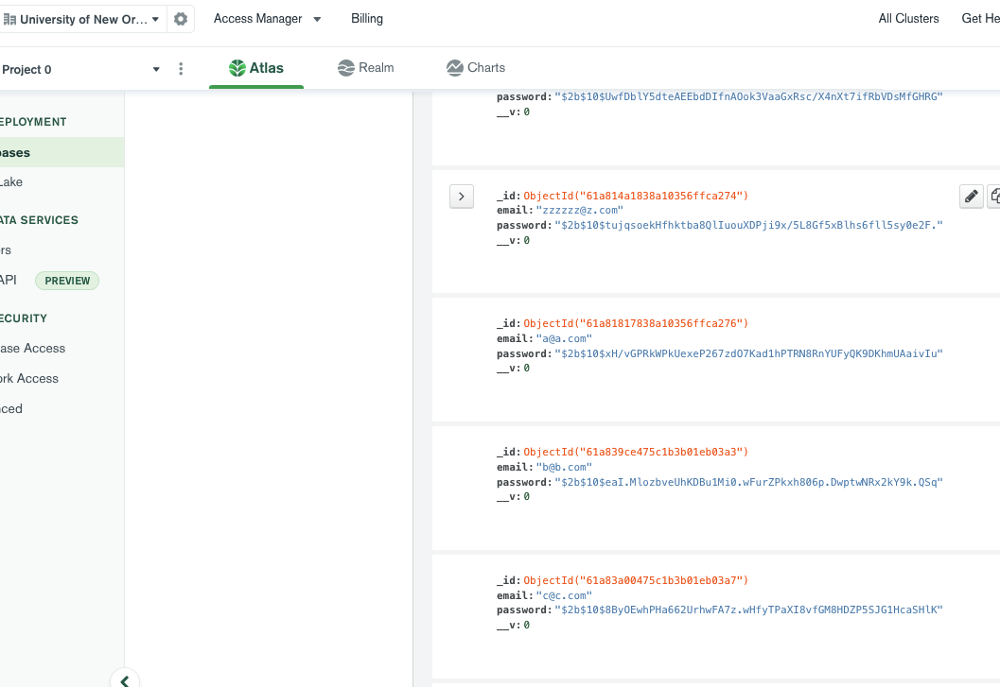 University of New Or...
Access Manager
Billing
All Clusters
Get He
Project 0
Atlas
Realm
Charts
EPLOYMENT
bases
Lake
ATA SERVICES
ers
API
PREVIEW
ECURITY
ase Access
ork Access
nced
password: "$2b$10$UwfDblY5dteAEEbdDIfnAOok3VaaGxRsc/X4nXt7ifRbVDsMfGHRG"
__v: 0
_id: ObjectId("61a814a1838a10356ffca274")
email: "zzzzzz@z.com"
password: "$2b$10$tujqsoekHfhktba8QlIuouXDPji9x/5L8Gf5xBlhs6fll5sy0e2F."
__v: 0
_id: ObjectId("61a81817838a10356ffca276")
email: "a@a.com"
password: "$2b$10$xH/vGPRkWPkUexeP267zdO7Kad1hPTRN8RnYUFyQK9DKhmUAaivIu"
__v: 0
_id: ObjectId("61a839ce475c1b3b01eb03a3")
email: "b@b.com"
password: "$2b$10$eaI.MlozbveUhKDBu1Mi0.wFurZPkxh806p.DwptwNRx2kY9k.QSq"
__v: 0
_id: ObjectId("61a83a00475c1b3b01eb03a7")
email: "c@c.com"
password: "$2b$10$8ByOEwhPHa662UrhwFA7z.wHfyTPaXI8vfGM8HDZP5SJG1HcaSHlK"
__v: 0